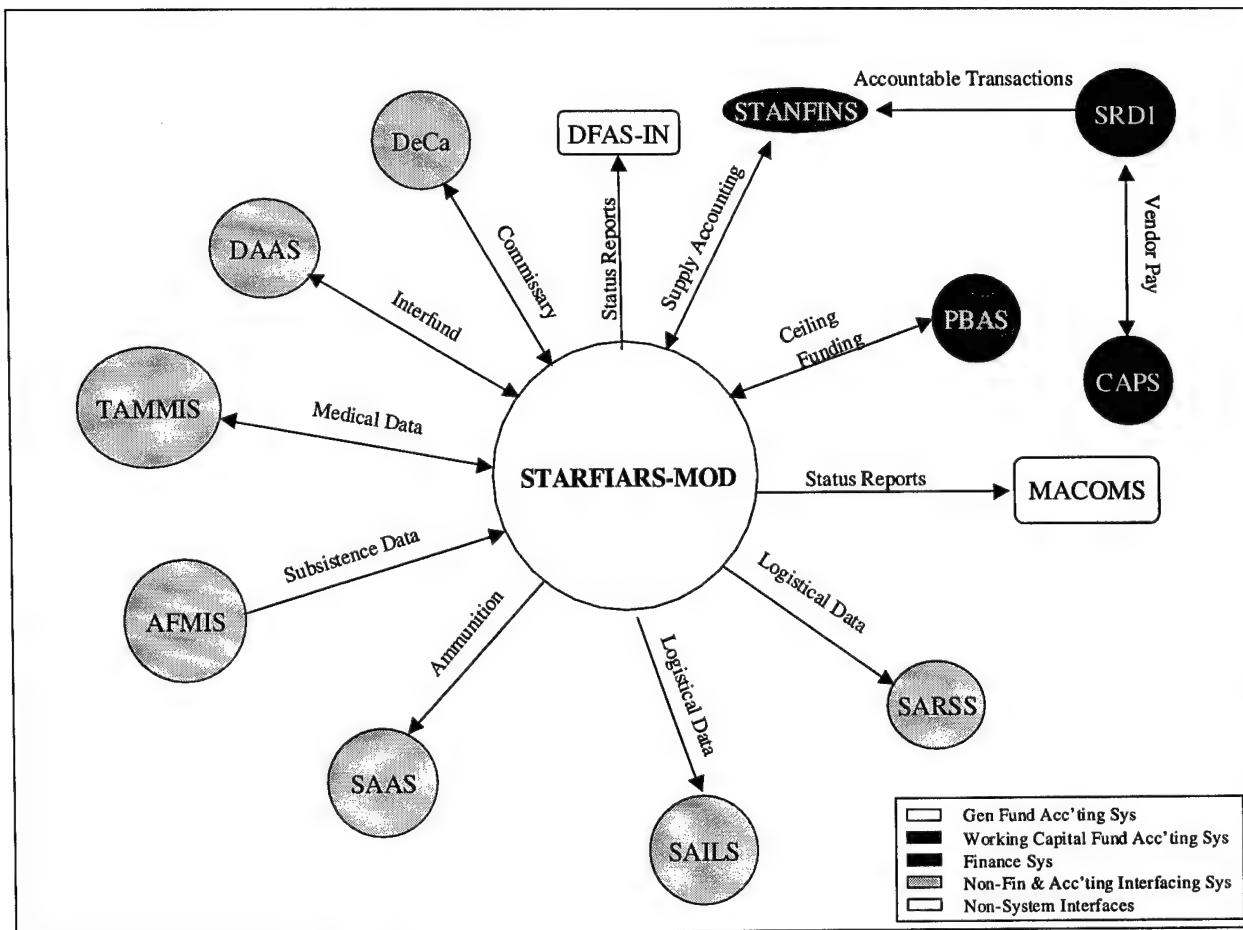 Accountable Transactions
STANFINS
SRD1
DFAS-IN
DeCa
Supply Accounting
Status Reports
Commissary
Vendor Pay
DAAS
Interfund
PBAS
Ceiling
Funding
CAPS
TAMMIS
Medical Data
STARFIARS-MOD
Status Reports
MACOMS
Subsistence Data
AFMIS
Ammunition
Logistical Data
Logistical Data
SARSS
SAAS
SAILS
Gen Fund Acc'ting Sys
Working Capital Fund Acc'ting Sys
Finance Sys
Non-Fin & Acc'ting Interfacing Sys
Non-System Interfaces